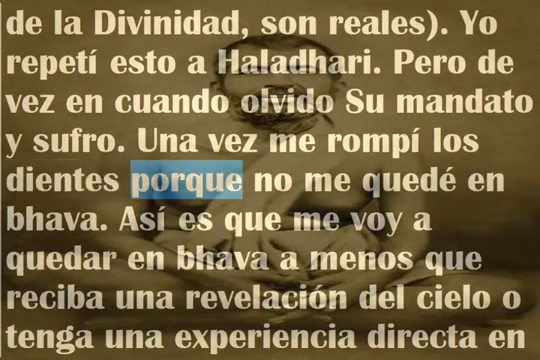 de la Divinidad, son reales). Yo
repetí esto a Haladhari. Pero de
vez en cuando olvido Su mandato
y sufro. Una vez me rompí los
dientes porque no me quedé en
bhava. Así es que me voy a
quedar en bhava a menos que
reciba una revelación del cielo o
tenga una experiencia directa en